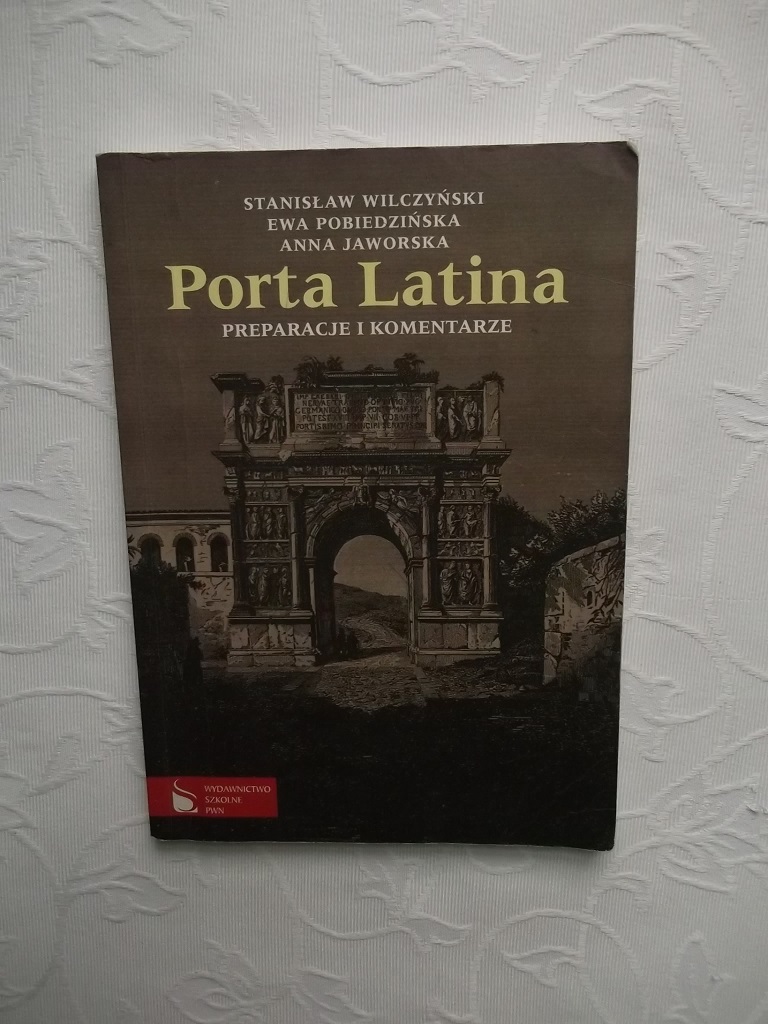 STANISŁAW WILCZYŃSKI
EWA POBIEDZIŃSKA
ANNA JAWORSKA
Porta Latina
PREPARACJE I KOMENTARZE
WYDAWNICTWO
SZKOLNE
PWN